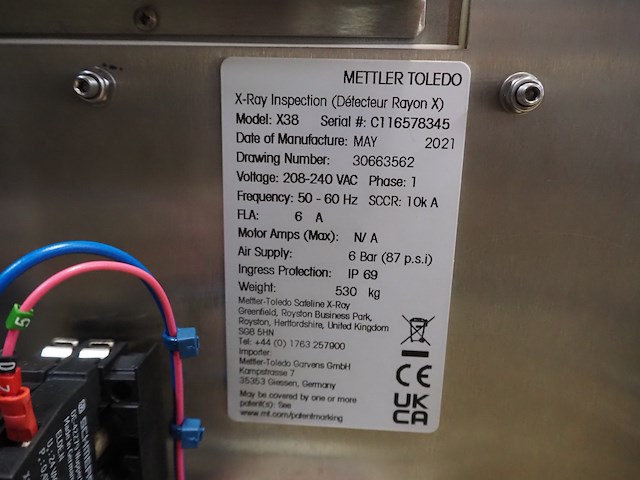 METTLER TOLEDO
X-Ray Inspection (Détecteur Rayon X)
Model: X38 Serial #: C116578345
Date of Manufacture: MAY 2021
Drawing Number: 30663562
Voltage: 208-240 VAC Phase: 1
Frequency: 50 - 60 Hz SCCR: 10k A
FLA: 6 A
Motor Amps (Max): N/A
Air Supply: 6 Bar (87 p.s.i)
Ingress Protection: IP 69
Weight: 530 kg
Mettler-Toledo Safeline X-Ray
Greenfield, Royston Business Park,
Royston, Hertfordshire, United Kingdom
SG8 5HN
Tel: +44 (0) 1763 257900
Importer:
Mettler-Toledo Garvens GmbH
Kampstrasse 7
35353 Giessen, Germany
May be covered by one or more
patent(s): See
www.mt.com/patentmarking
CE
UK
CA
5